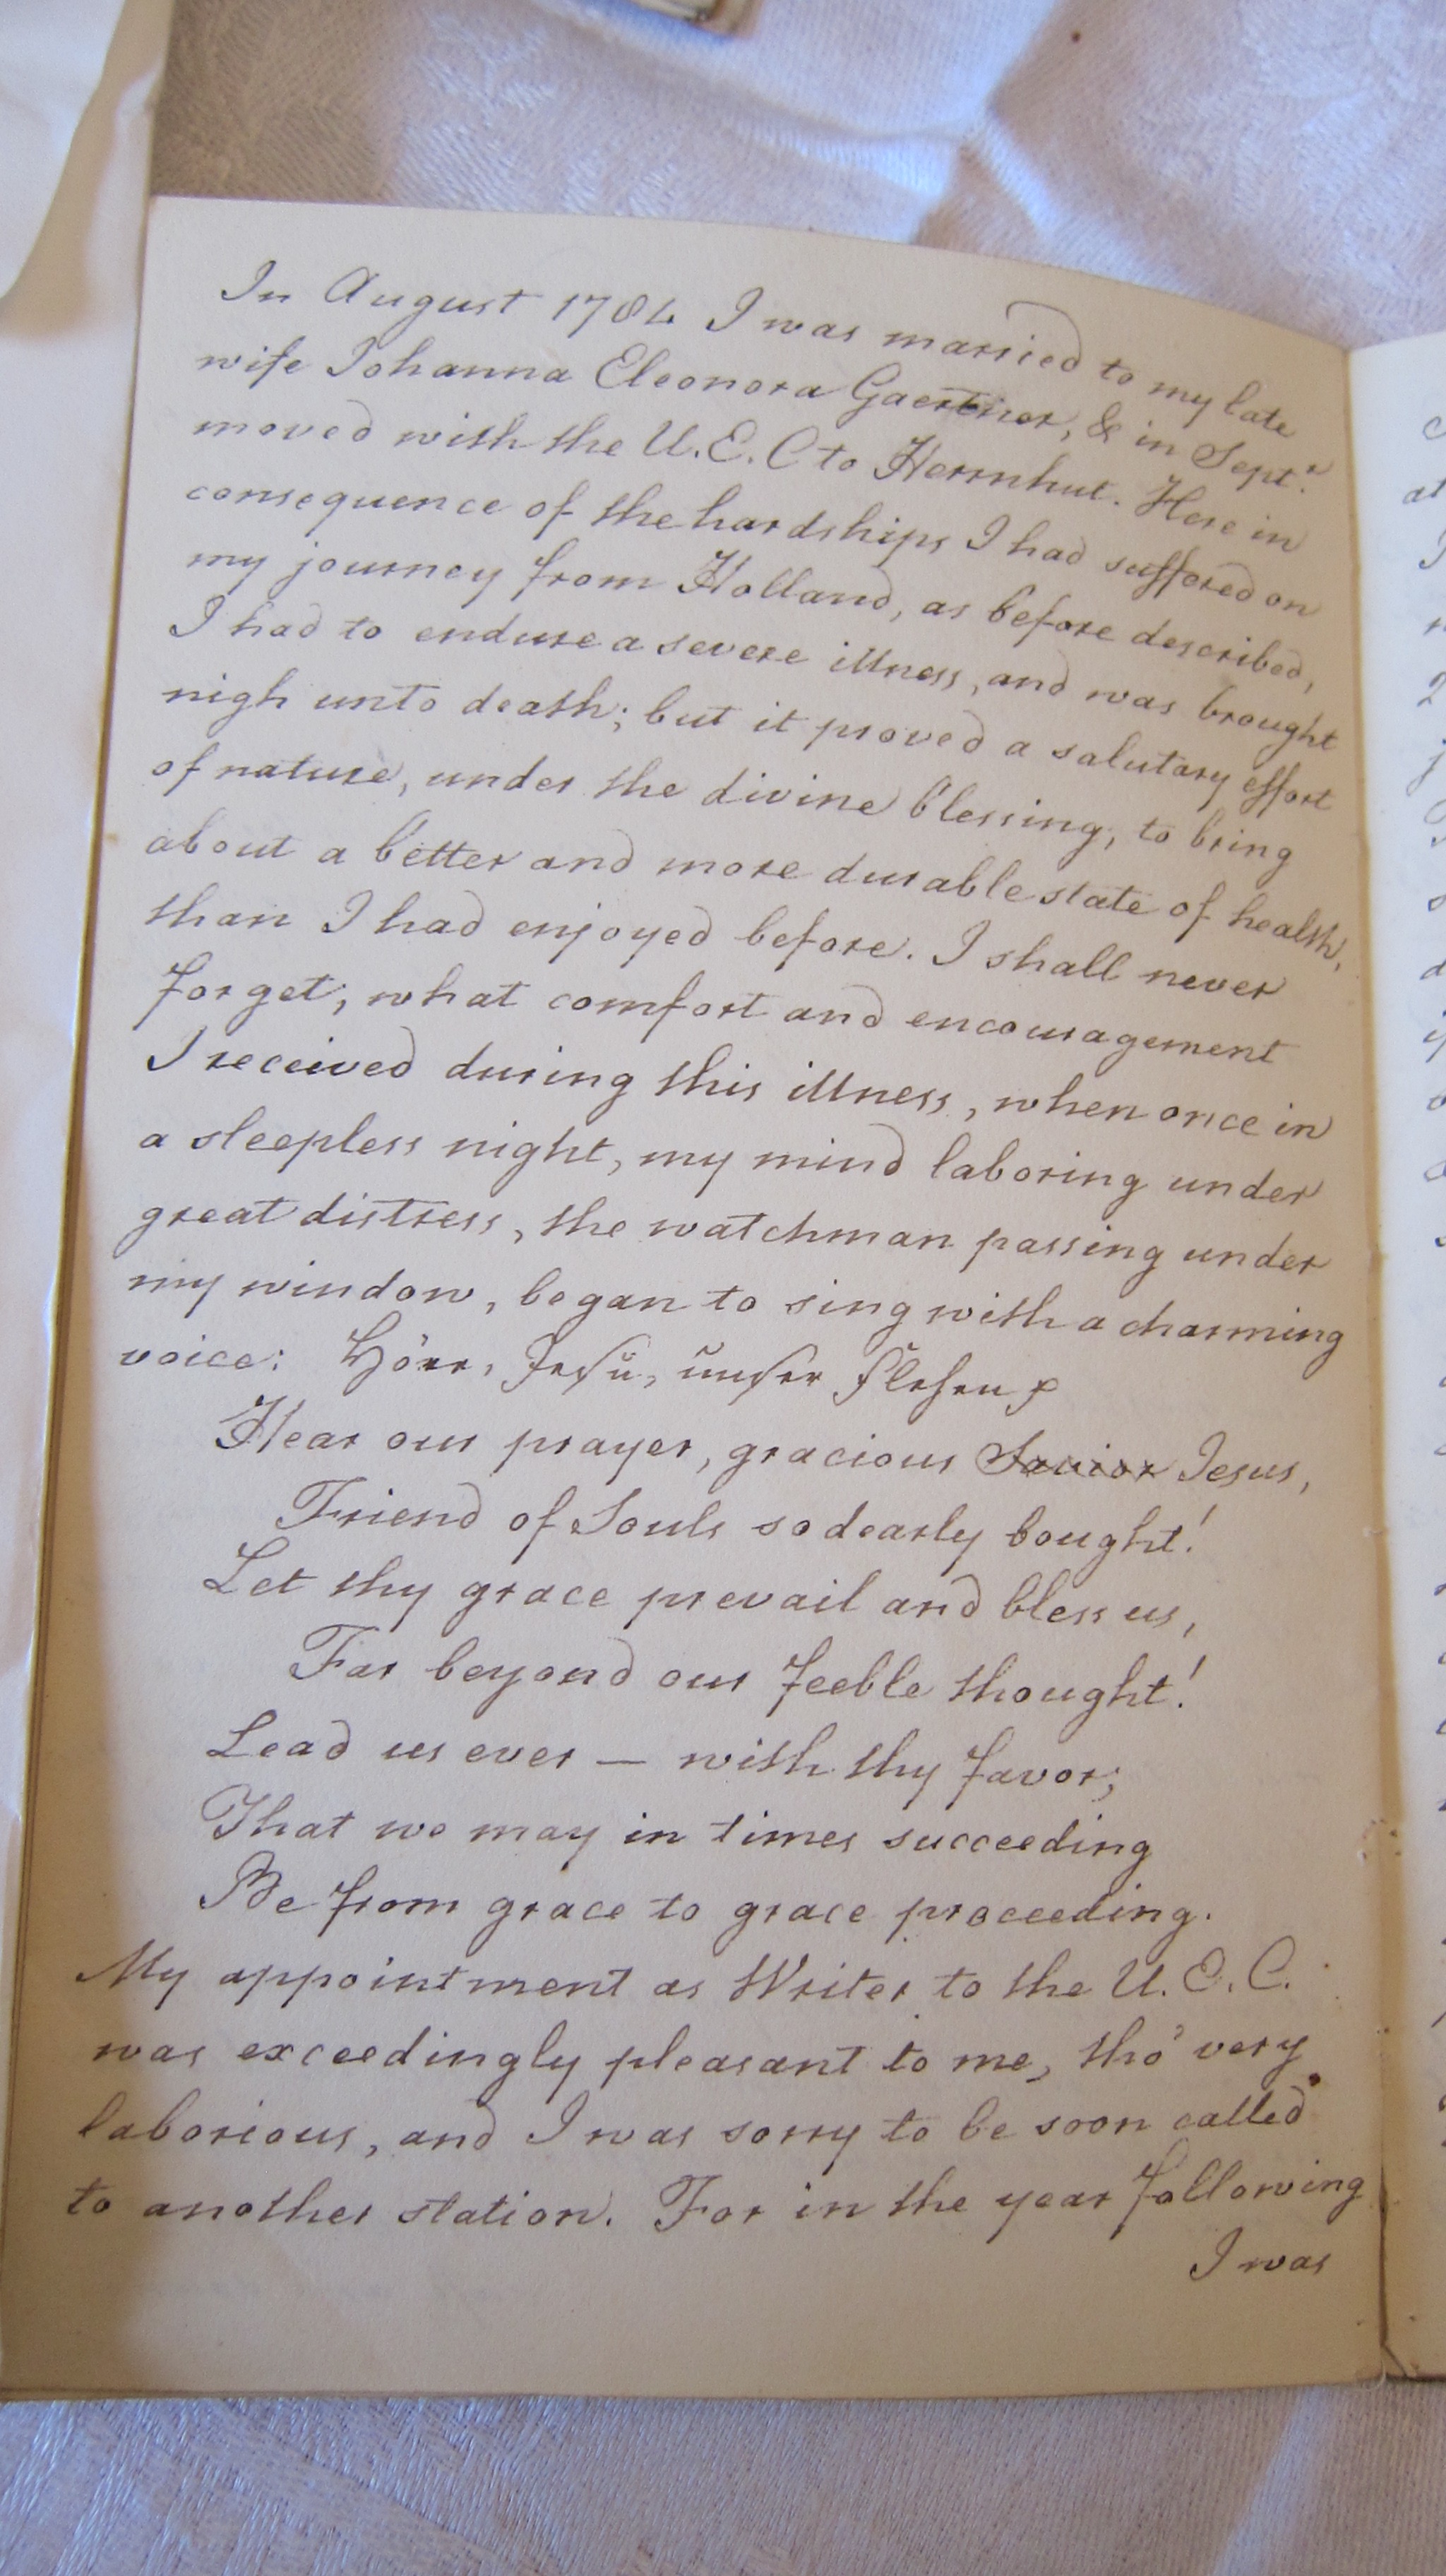 In August 1784 I was married to my late
wife Johanna Eleonora Gaertner, & in Septr.
moved with the U. E. C to Herrnhut. Here in
consequence of the hardships I had suffered on
my journey from Holland, as before described,
I had to endure a severe illness, and was brought
nigh unto death; but it proved a salutary effort
of nature, under the divine blessing, to bring
about a better and more durable state of health,
than I had enjoyed before. I shall never
forget, what comfort and encouragement
I received during this illness, when once in
a sleepless night, my mind laboring under
great distress, the watchman passing under
my window, began to sing with a charming
voice: Höre, Jesu, unser Flehen
Hear our prayer, gracious Savior Jesus,
Friend of Souls so dearly bought!
Let thy grace prevail and bless us,
Far beyond our feeble thought!
Lead us ever — with thy favor;
That we may in times succeeding
Be from grace to grace proceeding.
My appointment as Writer to the U. E. C.
was exceedingly pleasant to me, tho' very
laborious, and I was sorry to be soon called
to another station. For in the year following
I was